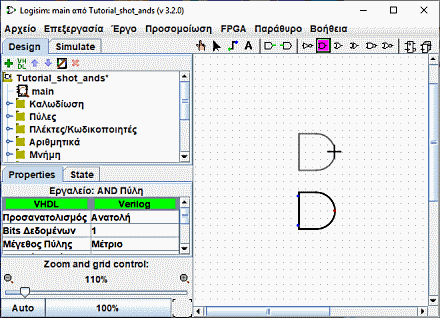 Logisim: main από Tutorial_shot_ands (v 3.2.0)
Αρχείο Επεξεργασία Έργο Προσομοίωση FPGA Παράθυρο Βοήθεια
Design Simulate
VH
DL
Tutorial_shot_ands*
main
Καλωδίωση
Πύλες
Πλέκτες/Κωδικοποιητές
Αριθμητικά
Μνήμη
Properties State
Εργαλείο: AND Πύλη
VHDL Verilog
Προσανατολισμός Ανατολή
Bits Δεδομένων 1
Μέγεθος Πύλης Μέτριο
Zoom and grid control:
110%
Auto 100%